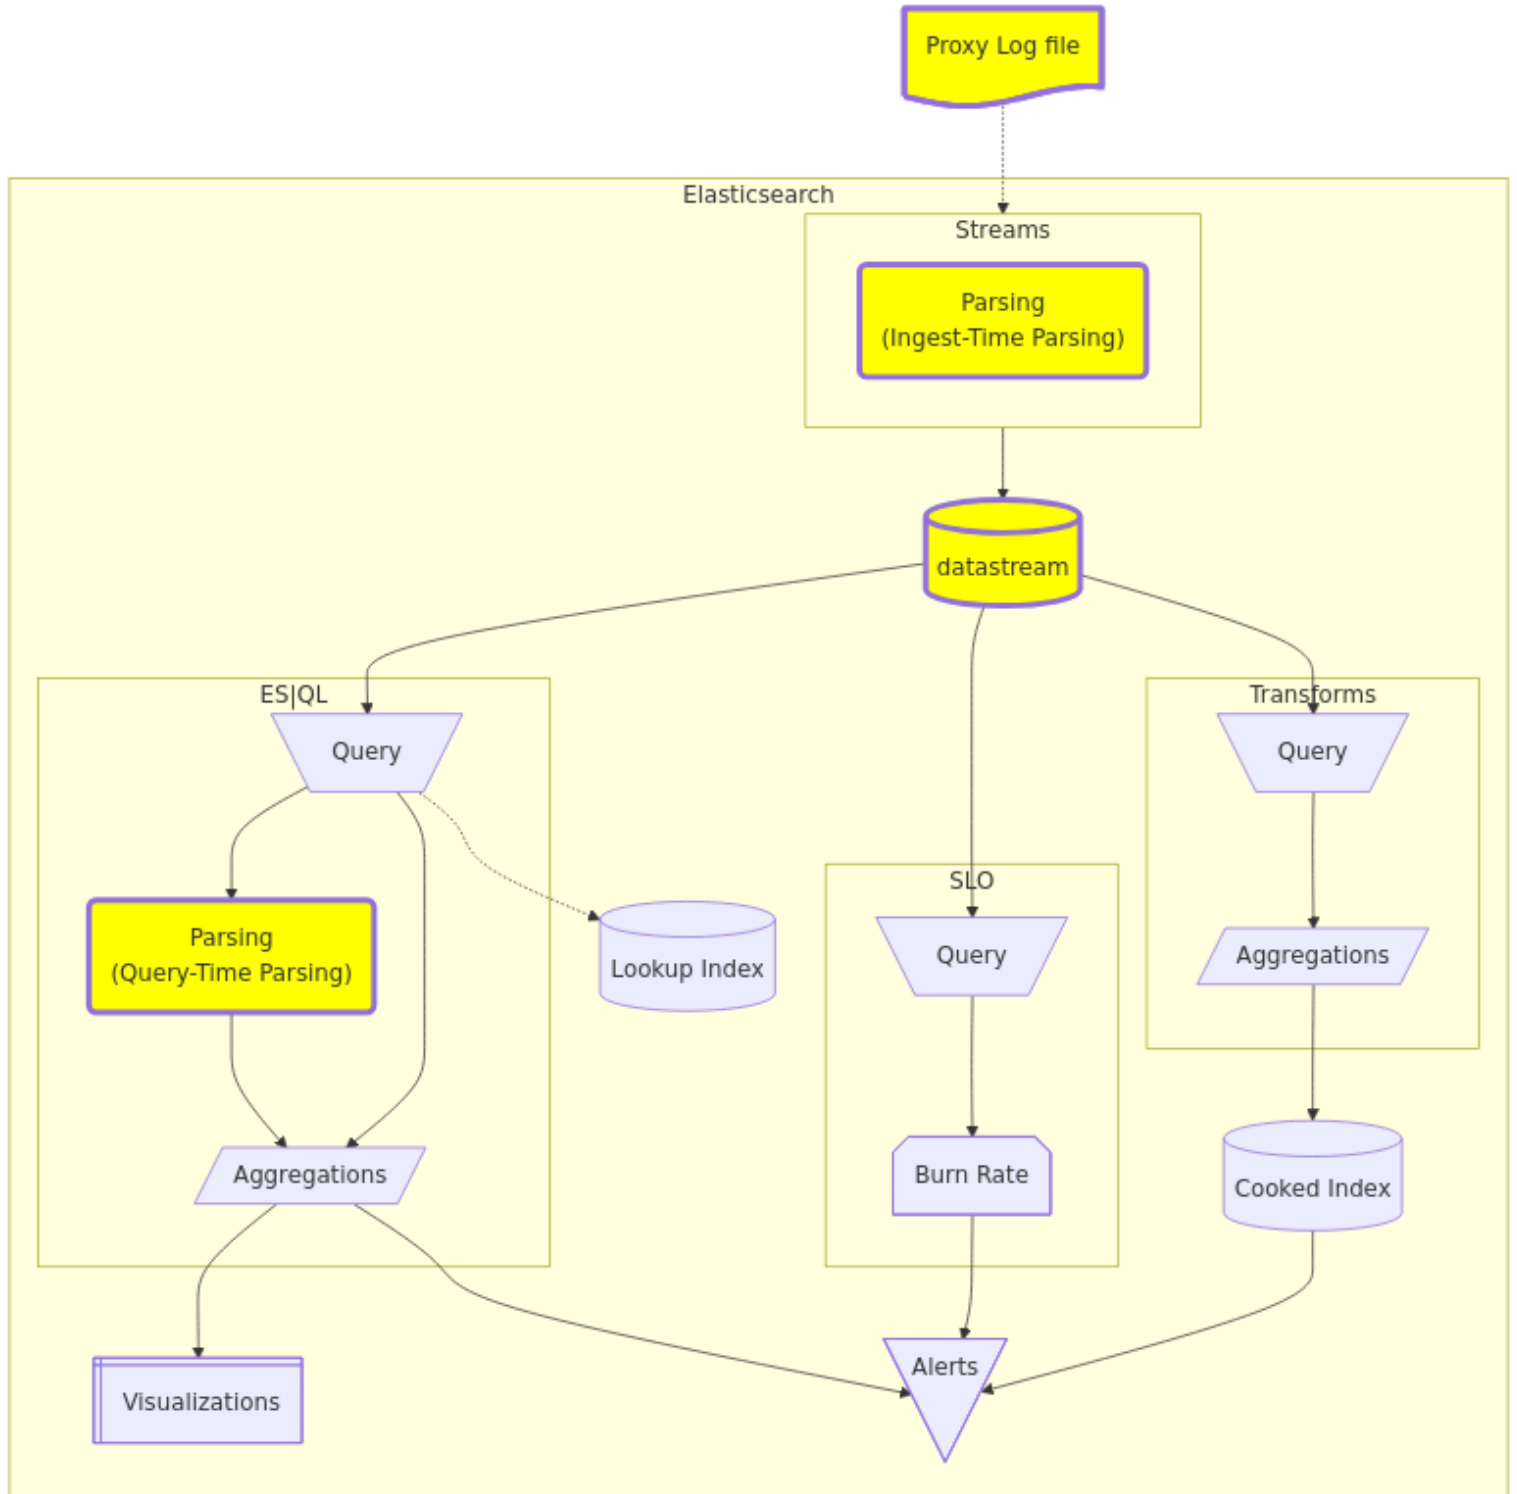 Proxy Log file
Elasticsearch
Streams
Parsing
(Ingest-Time Parsing)
datastream
ES|QL
Transforms
Query
Query
SLO
Parsing
(Query-Time Parsing)
Lookup Index
Query
Aggregations
Aggregations
Burn Rate
Cooked Index
Alerts
Visualizations